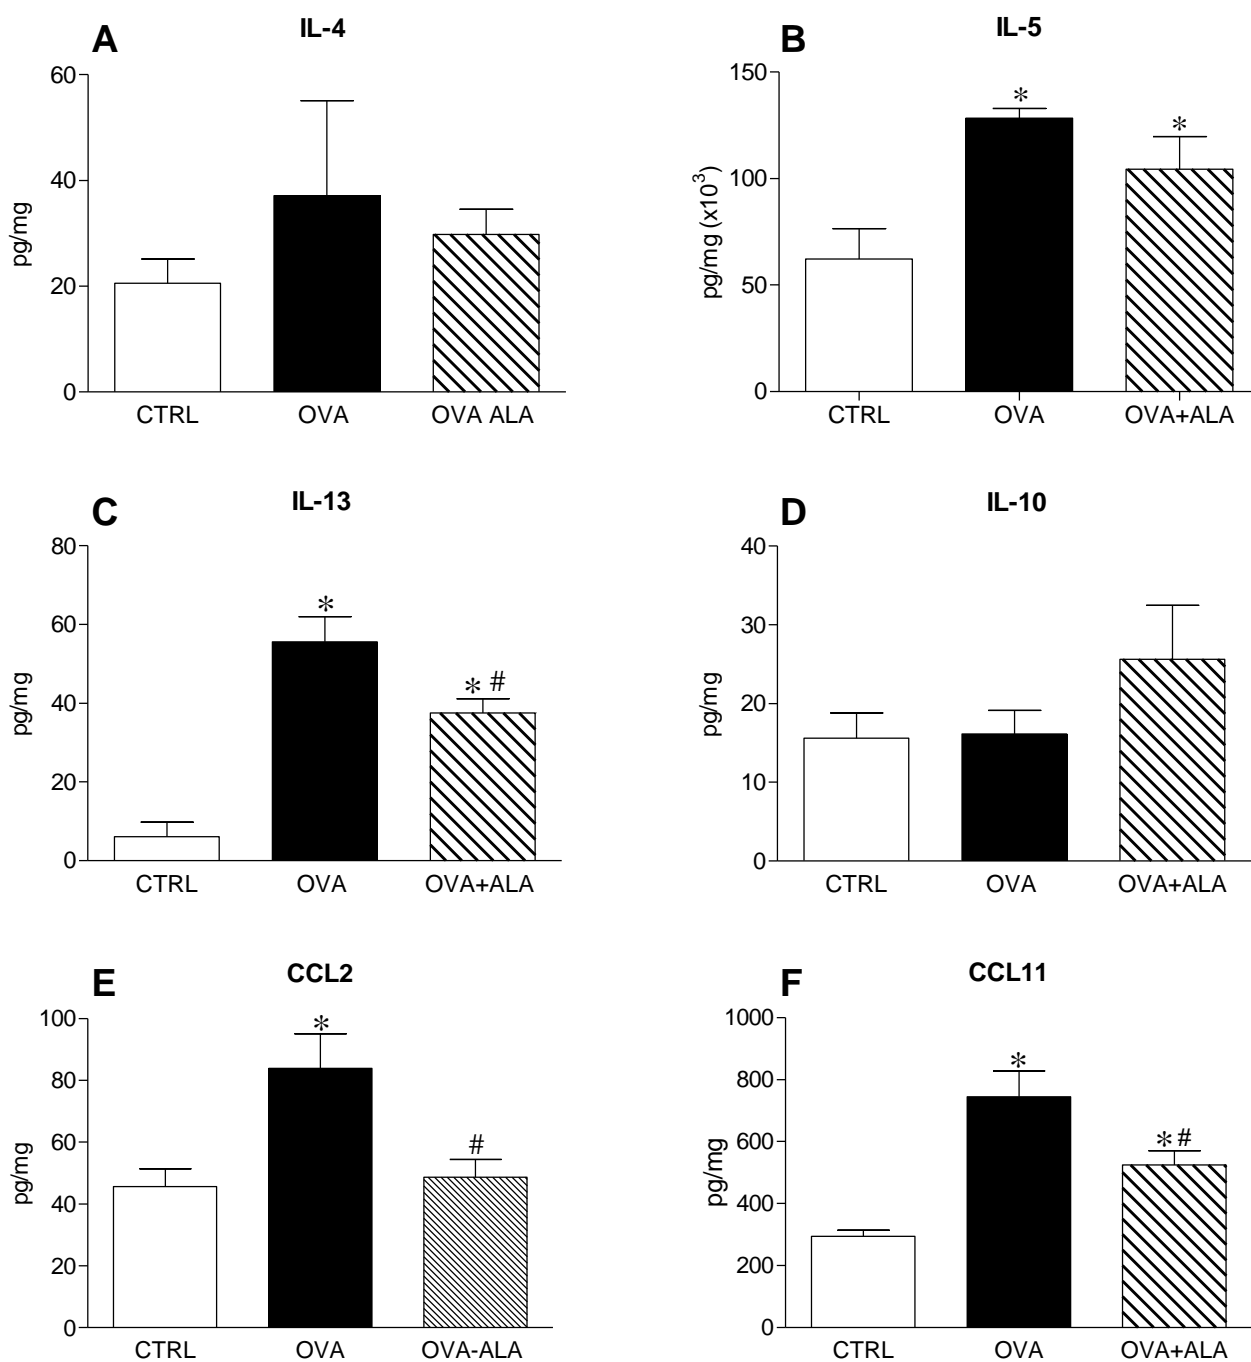 A
IL-4
60
40
20
0
pg/mg
CTRL
OVA
OVA ALA
B
IL-5
150
100
50
0
pg/mg (x10³)
*
*
CTRL
OVA
OVA+ALA
C
IL-13
80
60
40
20
0
pg/mg
*
* #
CTRL
OVA
OVA+ALA
D
IL-10
40
30
20
10
0
pg/mg
CTRL
OVA
OVA+ALA
E
CCL2
100
80
60
40
20
0
pg/mg
*
#
CTRL
OVA
OVA-ALA
F
CCL11
1000
800
600
400
200
0
pg/mg
*
* #
CTRL
OVA
OVA+ALA